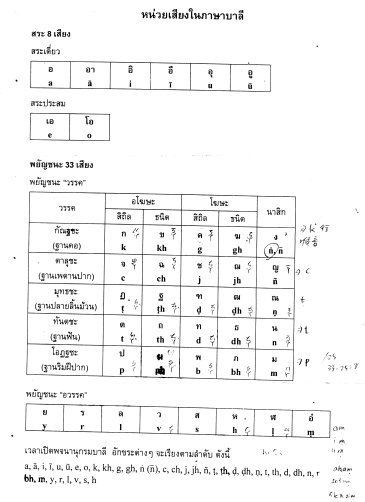 หน่วยเสียงในภาษาบาลี
สระ 8 เสียง
สระเดี่ยว
อ อา อิ อี อุ อู
a ā i ī u ū
สระประสม
เอ โอ
e o
พยัญชนะ 33 เสียง
พยัญชนะ "วรรค"
วรรค อโฆษะ โฆษะ นาสิก
สิถิล ธนิต สิถิล ธนิต
กัณฐชะ ก ข ค ฆ ง
(ฐานคอ) k kh g gh ṅ, ñ
ตาลุชะ จ ฉ ช ฌ ญ
(ฐานเพดานปาก) c ch j jh ñ
มุทธชะ ฏ ฐ ฑ ฒ ณ
(ฐานปลายลิ้นม้วน) ṭ ṭh ḍ ḍh ṇ
ทันตชะ ต ถ ท ธ น
(ฐานฟัน) t th d dh n
โอฏฐชะ ป ผ พ ภ ม
(ฐานริมฝีปาก) p ph b bh m
พยัญชนะ "อวรรค"
ย ร ล ว ส ห ฬ อํ
y r l v s h ḷ ṃ
เวลาเปิดพจนานุกรมบาลี อักขระต่างๆ จะเรียงตามลำดับ ดังนี้
a, ā, i, ī, u, ū, e, o, k, kh, g, gh, ṅ (ñ), c, ch, j, jh, ñ, ṭ, ṭh, ḍ, ḍh, ṇ, t, th, d, dh, n, r
bh, m, y, r, l, v, s, h